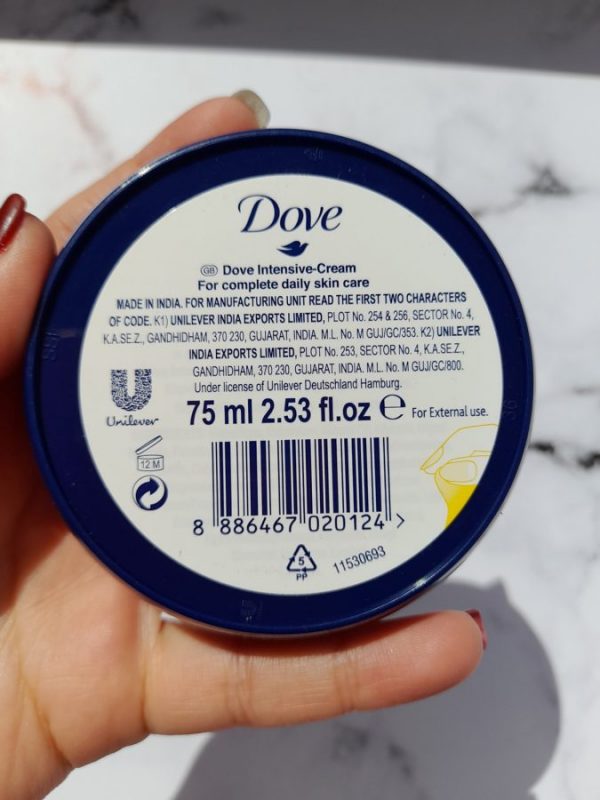 Dove
GB Dove Intensive-Cream
For complete daily skin care
MADE IN INDIA. FOR MANUFACTURING UNIT READ THE FIRST TWO CHARACTERS
OF CODE. K1) UNILEVER INDIA EXPORTS LIMITED, PLOT No. 254 & 256, SECTOR No. 4,
K.A.SE.Z., GANDHIDHAM, 370 230, GUJARAT, INDIA. M.L. No. M GUJ/GC/353. K2) UNILEVER
INDIA EXPORTS LIMITED, PLOT No. 253, SECTOR No. 4, K.A.SE.Z.,
GANDHIDHAM, 370 230, GUJARAT, INDIA. M.L. No. M GUJ/GC/800.
Under license of Unilever Deutschland Hamburg.
Unilever
75 ml 2.53 fl.oz e For External use.
12 M
8 886467 020124 >
5
PP
11530693